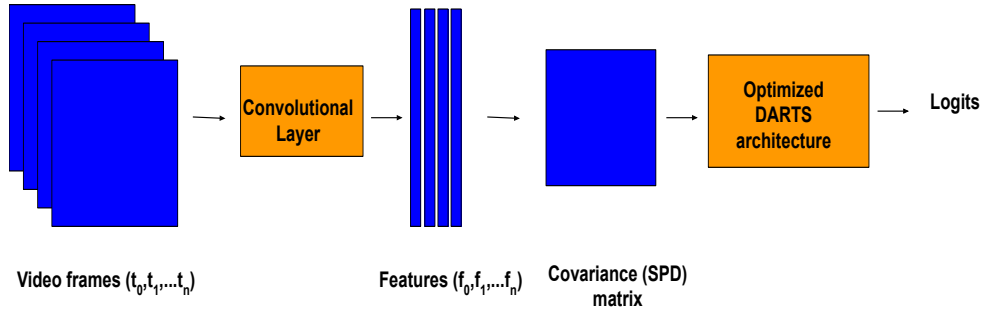 Convolutional
Layer
Optimized
DARTS
architecture
Logits
Video frames (t₀,t₁,...tₙ)
Features (f₀,f₁,...fₙ)
Covariance (SPD)
matrix